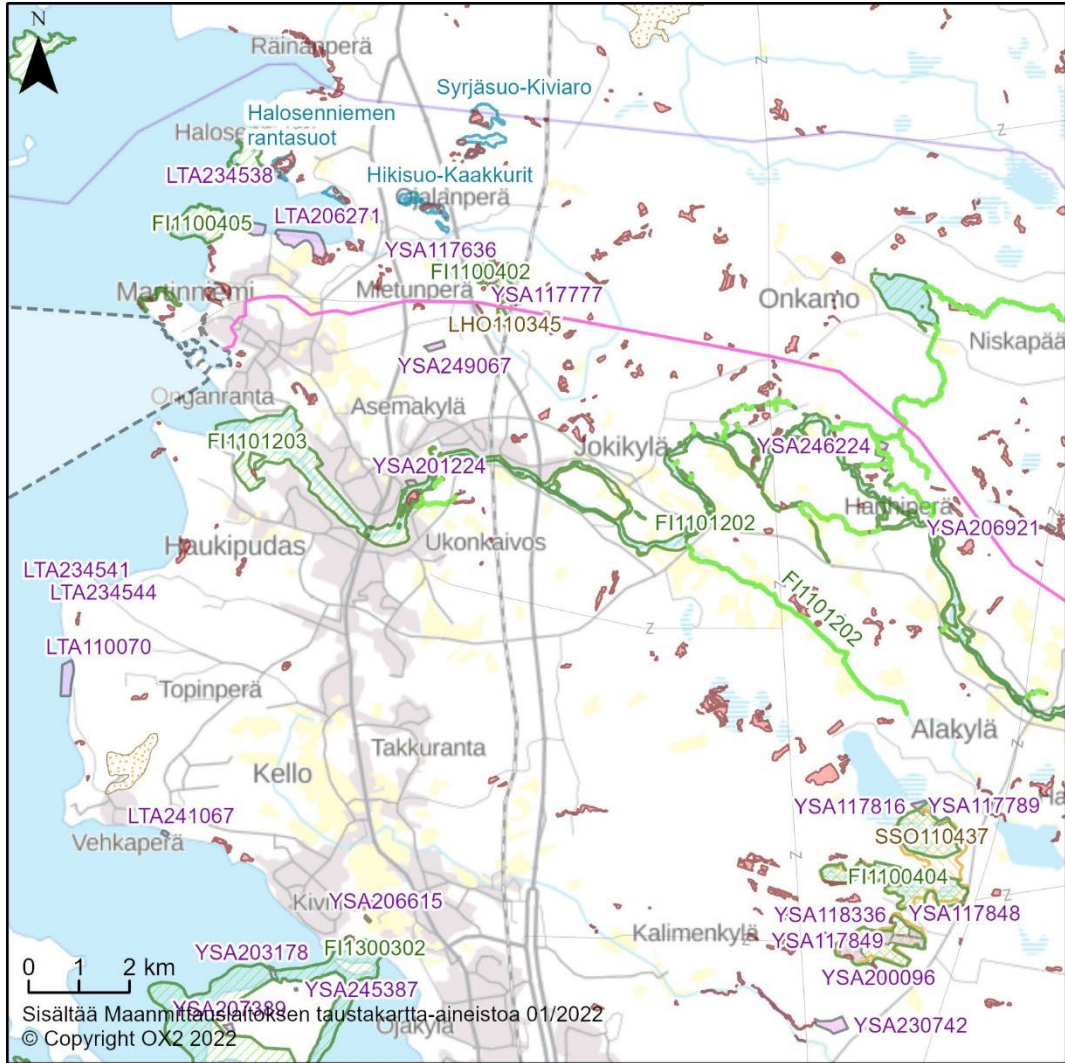 N
Räinänperä
Syrjäsuo-Kiviaro
Halosenniemen
rantasuot
LTA234538
Hikisuo-Kaakkurit
Ojalanperä
LTA206271
FI1100405
YSA117636
FI1100402
Martinniemi
Mietunperä
YSA117777
Onkamo
LHO110345
Niskapää
YSA249067
Onganranta
Asemakylä
FI1101203
Jokikylä
YSA246224
YSA201224
FI1101202
YSA206921
Haukipudas
Ukonkaivos
LTA234541
LTA234544
FI1101202
LTA110070
Topinperä
Alakylä
Takkuranta
Kello
LTA241067
Vehkaperä
YSA117816
YSA117789
SSO110437
FI1100404
YSA206615
YSA118336
YSA117848
Kalimenkylä
YSA117849
YSA203178
FI1300302
YSA200096
YSA245387
0 1 2 km
YSA207389
Sisältää Maanmittauslaitoksen taustakartta-aineistoa 01/2022
YSA230742
© Copyright OX2 2022